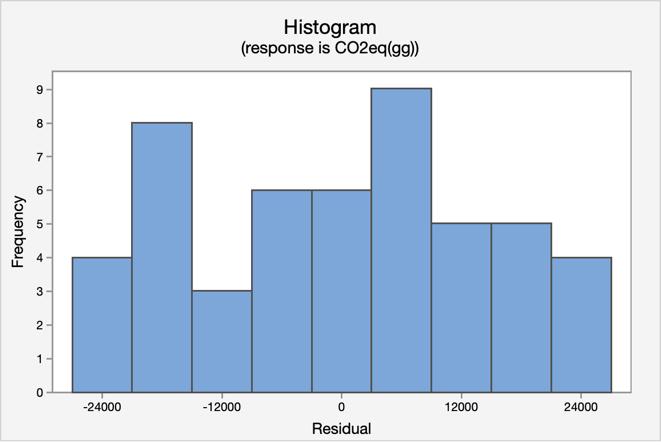 Histogram
(response is CO2eq(gg))
Frequency
9
8
7
6
5
4
3
2
1
0
-24000 -12000 0 12000 24000
Residual